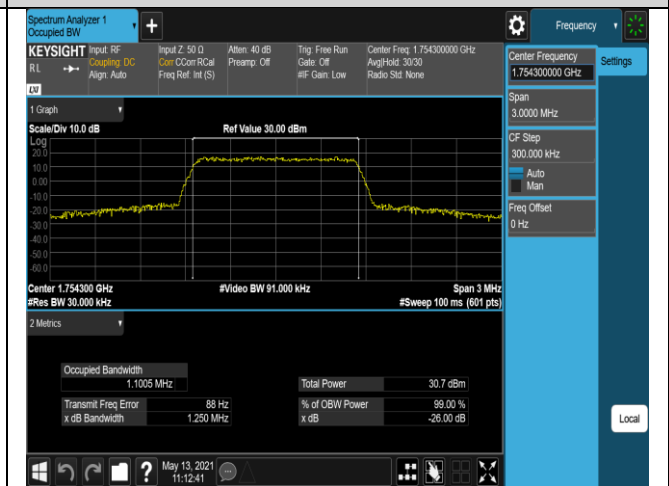 Spectrum Analyzer 1
Occupied BW
+
Frequency
KEYSIGHT Input: RF Input Z: 50 Ω Atten: 40 dB Trig: Free Run Center Freq: 1.754300000 GHz
RL Coupling: DC Corr CCorr RCal Preamp: Off Gate: Off Avg|Hold: 30/30
Align: Auto Freq Ref: Int (S) #IF Gain: Low Radio Std: None
LXI
Center Frequency
1.754300000 GHz
Settings
Span
3.0000 MHz
CF Step
300.000 kHz
Auto
Man
Freq Offset
0 Hz
1 Graph
Scale/Div 10.0 dB Ref Value 30.00 dBm
Log
20.0
10.0
0.00
-10.0
-20.0
-30.0
-40.0
-50.0
-60.0
Center 1.754300 GHz #Video BW 91.000 kHz Span 3 MHz
#Res BW 30.000 kHz #Sweep 100 ms (601 pts)
2 Metrics
Occupied Bandwidth
1.1005 MHz Total Power 30.7 dBm
Transmit Freq Error 88 Hz % of OBW Power 99.00 %
x dB Bandwidth 1.250 MHz x dB -26.00 dB
Local
? May 13, 2021
11:12:41